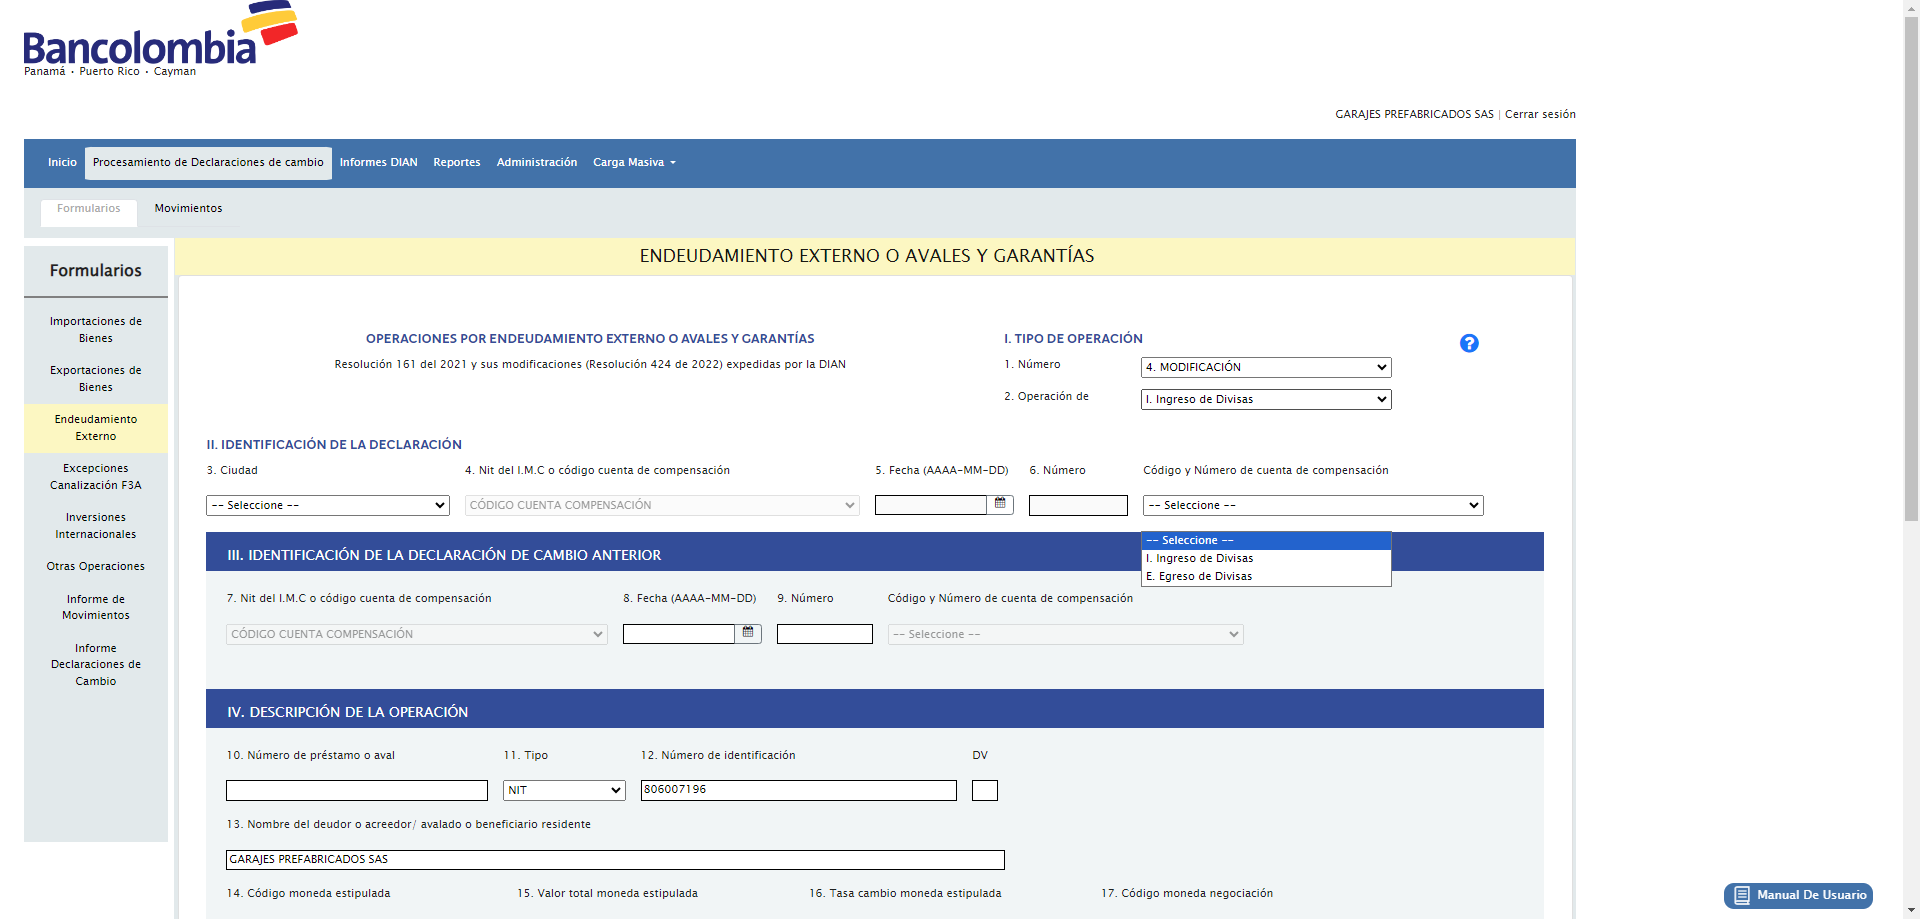 Bancolombia
Panamá · Puerto Rico · Cayman
GARAJES PREFABRICADOS SAS | Cerrar sesión
Inicio Procesamiento de Declaraciones de cambio Informes DIAN Reportes Administración Carga Masiva
Formularios Movimientos
Formularios
Importaciones de
Bienes
Exportaciones de
Bienes
Endeudamiento
Externo
Excepciones
Canalización F3A
Inversiones
Internacionales
Otras Operaciones
Informe de
Movimientos
Informe
Declaraciones de
Cambio
ENDEUDAMIENTO EXTERNO O AVALES Y GARANTÍAS
OPERACIONES POR ENDEUDAMIENTO EXTERNO O AVALES Y GARANTÍAS
Resolución 161 del 2021 y sus modificaciones (Resolución 424 de 2022) expedidas por la DIAN
I. TIPO DE OPERACIÓN
?
1. Número 4. MODIFICACIÓN
2. Operación de I. Ingreso de Divisas
II. IDENTIFICACIÓN DE LA DECLARACIÓN
3. Ciudad 4. Nit del I.M.C o código cuenta de compensación 5. Fecha (AAAA-MM-DD) 6. Número Código y Número de cuenta de compensación
-- Seleccione -- CÓDIGO CUENTA COMPENSACIÓN -- Seleccione --
-- Seleccione --
I. Ingreso de Divisas
E. Egreso de Divisas
III. IDENTIFICACIÓN DE LA DECLARACIÓN DE CAMBIO ANTERIOR
7. Nit del I.M.C o código cuenta de compensación 8. Fecha (AAAA-MM-DD) 9. Número Código y Número de cuenta de compensación
CÓDIGO CUENTA COMPENSACIÓN -- Seleccione --
IV. DESCRIPCIÓN DE LA OPERACIÓN
10. Número de préstamo o aval 11. Tipo 12. Número de identificación DV
NIT 806007196
13. Nombre del deudor o acreedor/ avalado o beneficiario residente
GARAJES PREFABRICADOS SAS
14. Código moneda estipulada 15. Valor total moneda estipulada 16. Tasa cambio moneda estipulada 17. Código moneda negociación
Manual De Usuario